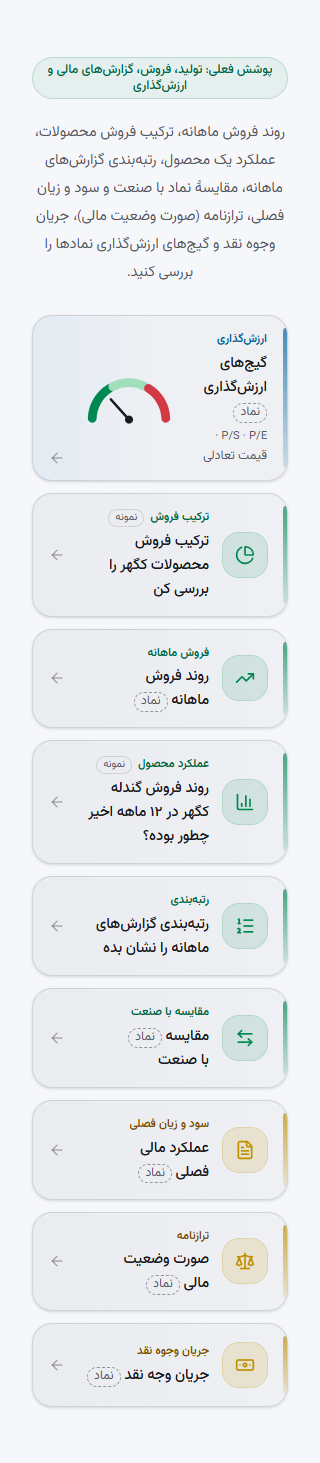 پوشش فعلی: تولید، فروش، گزارش‌های مالی و
ارزش‌گذاری
روند فروش ماهانه، ترکیب فروش محصولات،
عملکرد یک محصول، رتبه‌بندی گزارش‌های
ماهانه، مقایسهٔ نماد با صنعت و سود و زیان
فصلی، ترازنامه (صورت وضعیت مالی)، جریان
وجوه نقد و گیج‌های ارزش‌گذاری نمادها را
بررسی کنید.
ارزش‌گذاری
گیج‌های
ارزش‌گذاری
نماد
P/E · P/S ·
قیمت تعادلی
ترکیب فروش نمونه
ترکیب فروش
محصولات کگهر را
بررسی کن
فروش ماهانه
روند فروش
ماهانه نماد
عملکرد محصول نمونه
روند فروش گندله
کگهر در ۱۲ ماهه اخیر
چطور بوده؟
رتبه‌بندی
رتبه‌بندی گزارش‌های
ماهانه را نشان بده
مقایسه با صنعت
مقایسه نماد
با صنعت
سود و زیان فصلی
عملکرد مالی
فصلی نماد
ترازنامه
صورت وضعیت
مالی نماد
جریان وجوه نقد
جریان وجه نقد نماد